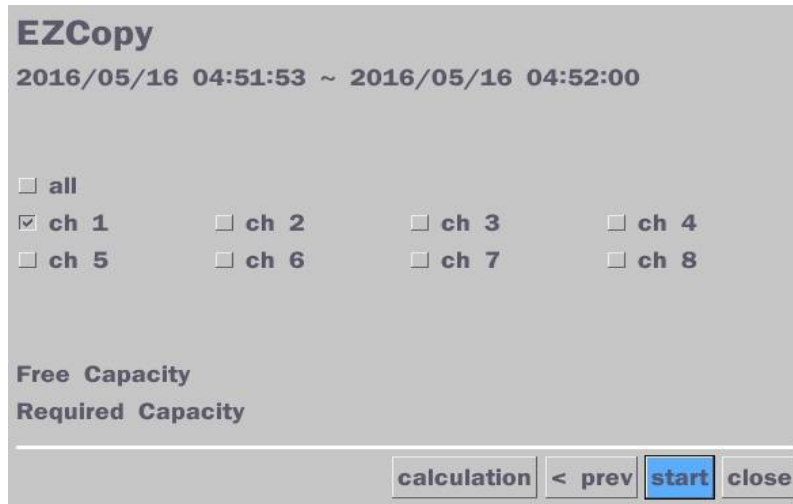 EZCopy
2016/05/16 04:51:53 ~ 2016/05/16 04:52:00
all
ch 1 ch 2 ch 3 ch 4
ch 5 ch 6 ch 7 ch 8
Free Capacity
Required Capacity
calculation < prev start close